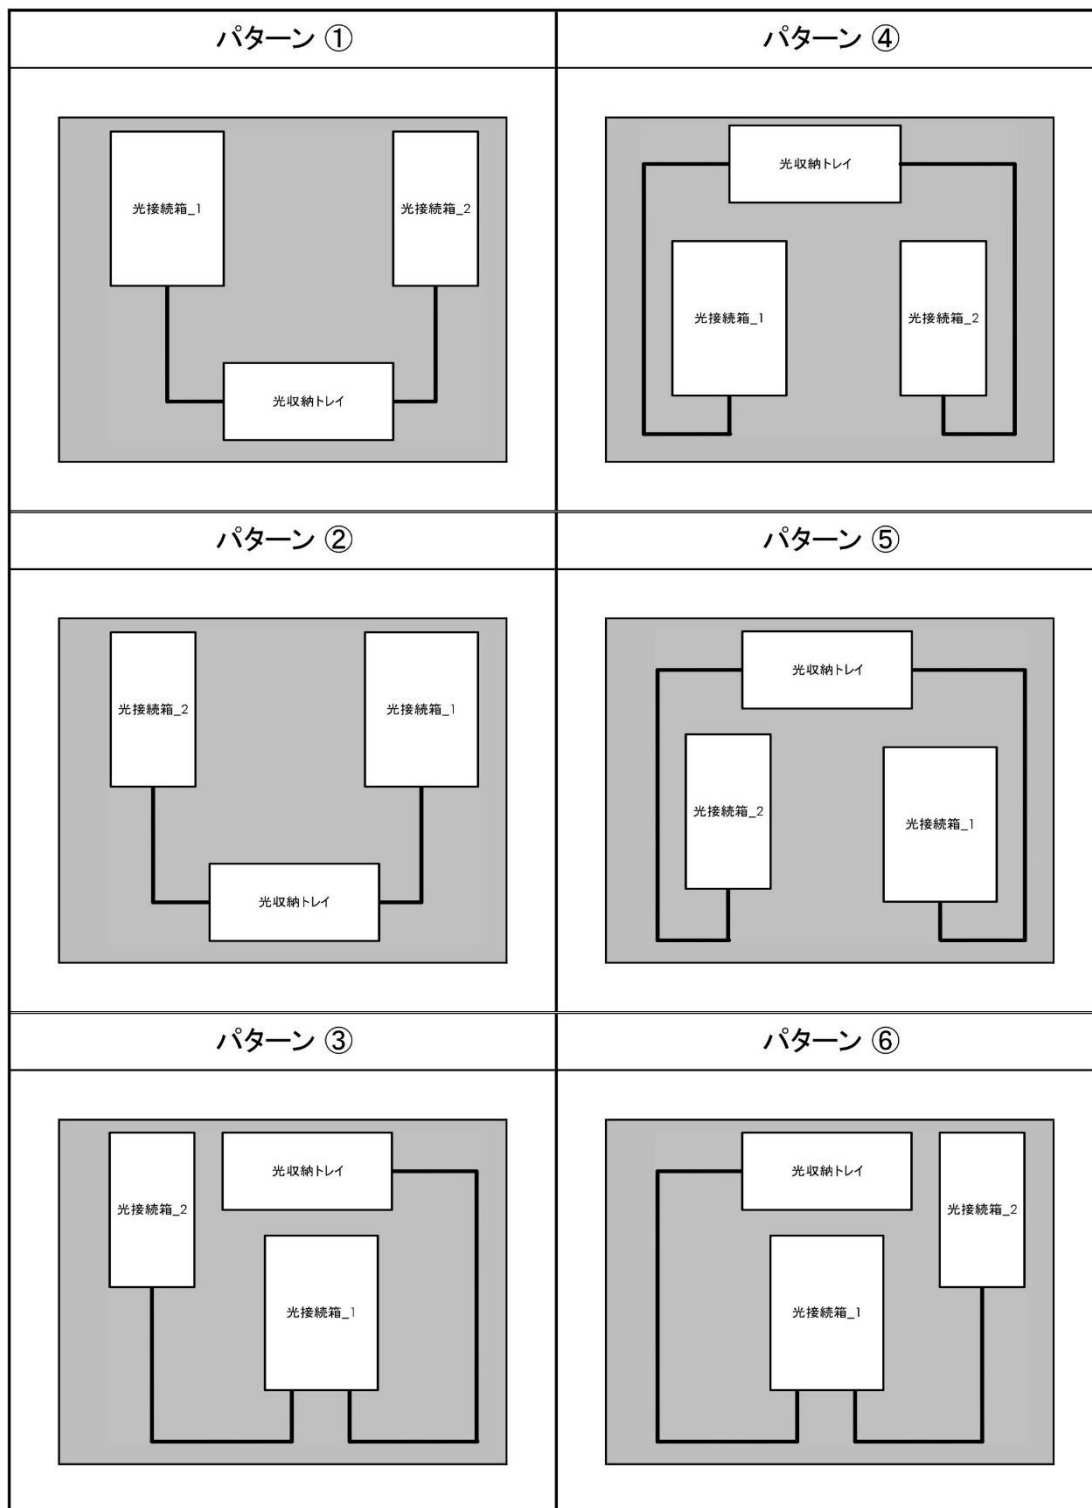 パターン ①
パターン ④
光接続箱_1
光接続箱_2
光収納トレイ
光収納トレイ
光接続箱_1
光接続箱_2
パターン ②
パターン ⑤
光接続箱_2
光接続箱_1
光収納トレイ
光収納トレイ
光接続箱_2
光接続箱_1
パターン ③
パターン ⑥
光接続箱_2
光収納トレイ
光接続箱_1
光収納トレイ
光接続箱_2
光接続箱_1